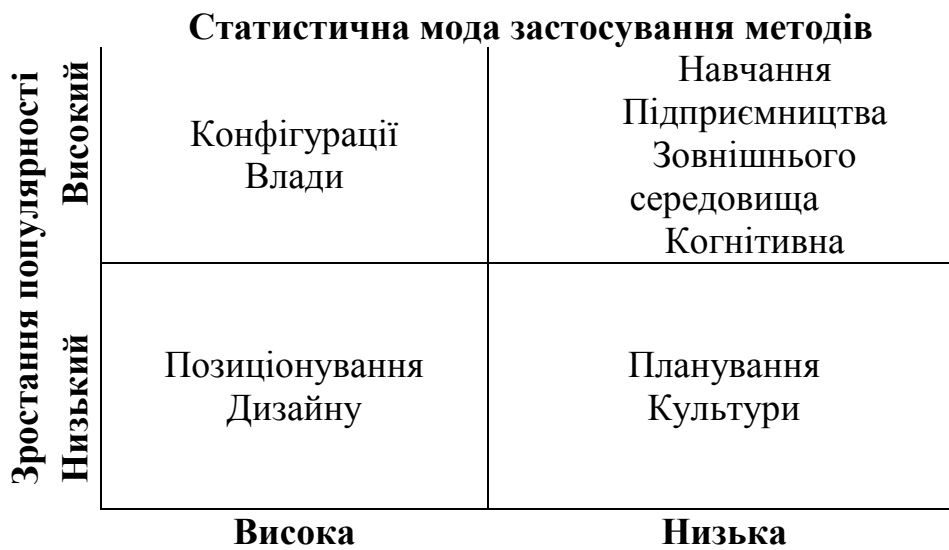 Статистична мода застосування методів
Зростання популярності
Високий
Низький
Конфігурації
Влади
Навчання
Підприємництва
Зовнішнього
середовища
Когнітивна
Позиціонування
Дизайну
Планування
Культури
Висока
Низька